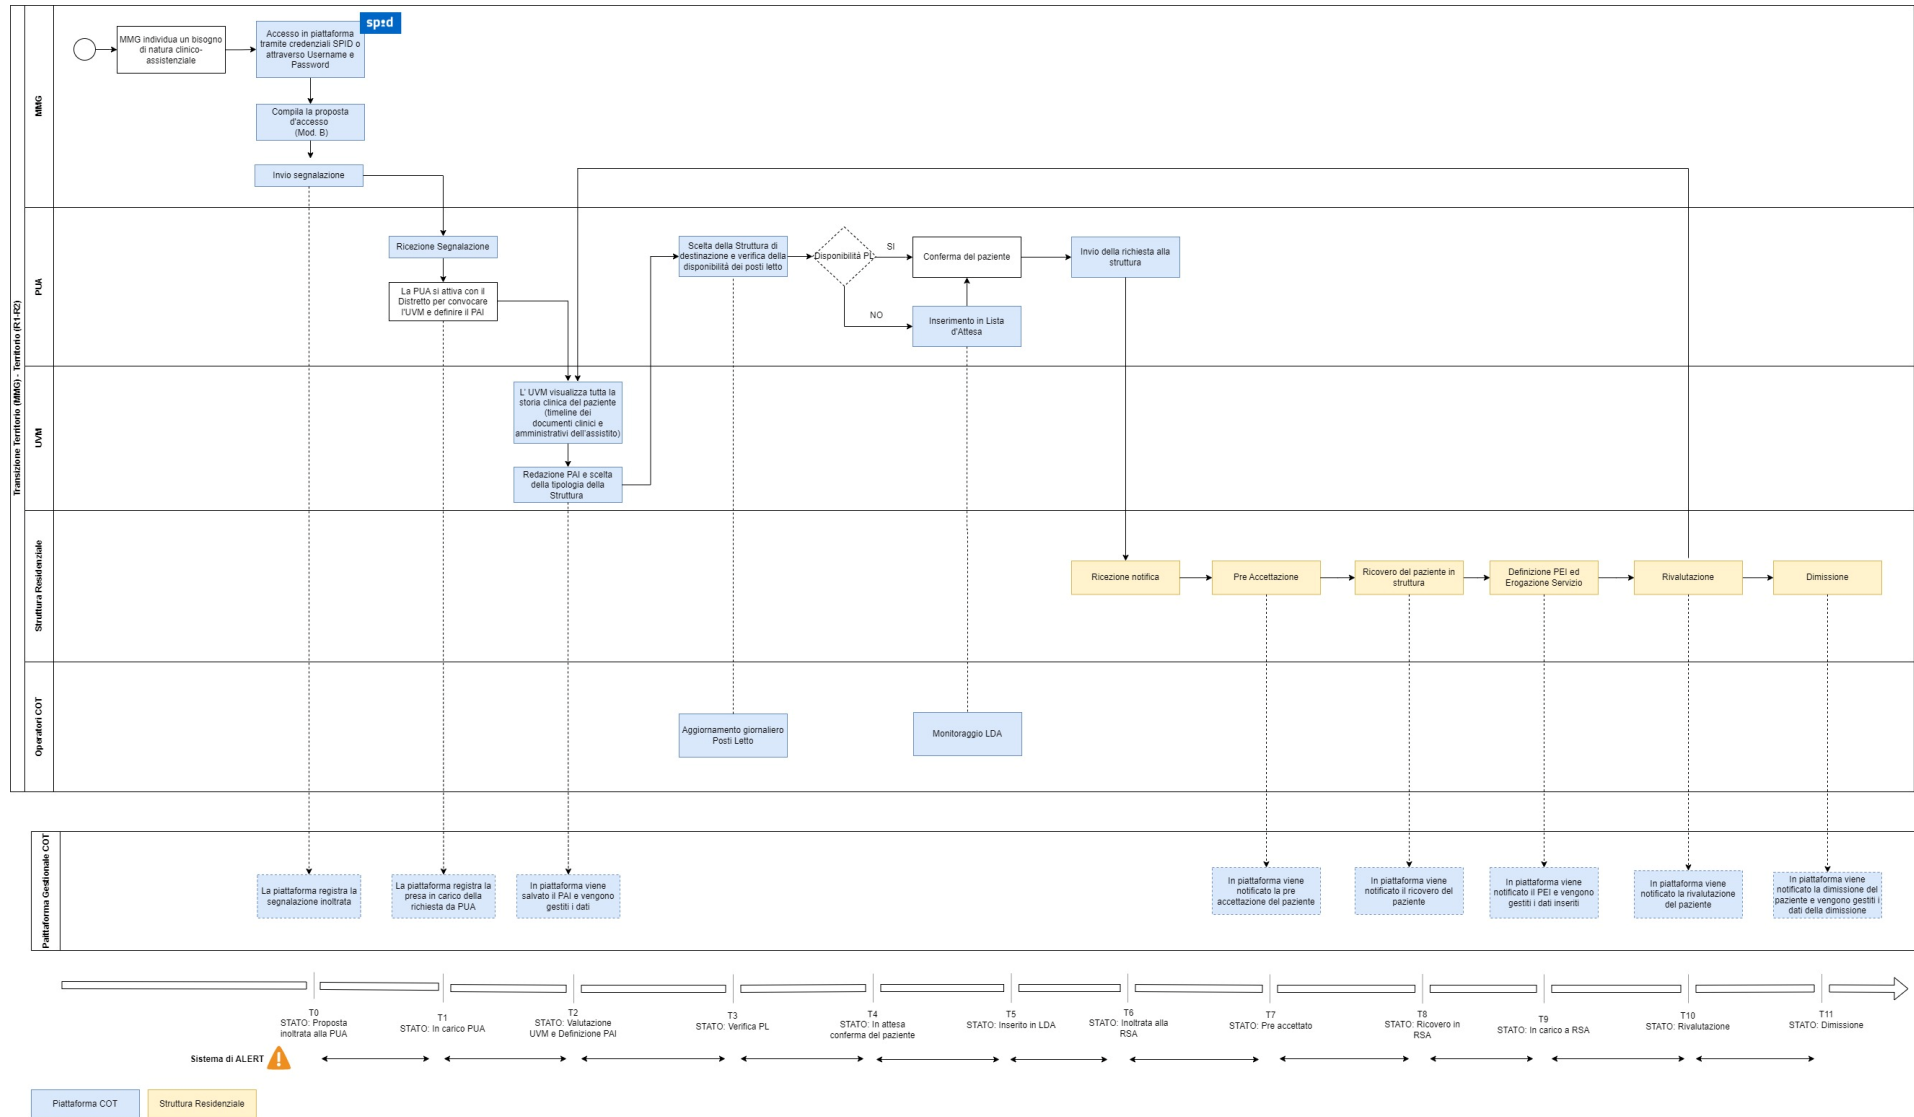 spid
MMG individua un bisogno
di natura clinico-
assistenziale
Accesso in piattaforma
tramite credenziali SPID o
attraverso Username e
Password
Compila la proposta
d'accesso
(Mod. B)
Invio segnalazione
MMG
Transizione Territorio (MMG) - Territorio (R1-R2)
PUA
Ricezione Segnalazione
La PUA si attiva con il
Distretto per convocare
l'UVM e definire il PAI
Scelta della Struttura di
destinazione e verifica della
disponibilità dei posti letto
Disponibilità PL
SI
NO
Conferma del paziente
Inserimento in Lista
d'Attesa
Invio della richiesta alla
struttura
UVM
L' UVM visualizza tutta la
storia clinica del paziente
(timeline dei
documenti clinici e
amministrativi dell'assistito)
Redazione PAI e scelta
della tipologia della
Struttura
Struttura Residenziale
Ricezione notifica
Pre Accettazione
Ricovero del paziente in
struttura
Definizione PEI ed
Erogazione Servizio
Rivalutazione
Dimissione
Operatori COT
Aggiornamento giornaliero
Posti Letto
Monitoraggio LDA
Paittaforma Gestionale COT
La piattaforma registra la
segnalazione inoltrata
La piattaforma registra la
presa in carico della
richiesta da PUA
In piattaforma viene
salvato il PAI e vengono
gestiti i dati
In piattaforma viene
notificato la pre
accettazione del paziente
In piattaforma viene
notificato il ricovero del
paziente
In piattaforma viene
notificato il PEI e vengono
gestiti i dati inseriti
In piattaforma viene
notificato la rivalutazione
del paziente
In piattaforma viene
notificato la dimissione del
paziente e vengono gestiti i
dati della dimissione
T0
STATO: Proposta
inoltrata alla PUA
T1
STATO: In carico PUA
T2
STATO: Valutazione
UVM e Definizione PAI
T3
STATO: Verifica PL
T4
STATO: In attesa
conferma del paziente
T5
STATO: Inserito in LDA
T6
STATO: Inoltrata alla
RSA
T7
STATO: Pre accettato
T8
STATO: Ricovero in
RSA
T9
STATO: In carico a RSA
T10
STATO: Rivalutazione
T11
STATO: Dimissione
Sistema di ALERT
Piattaforma COT
Struttura Residenziale